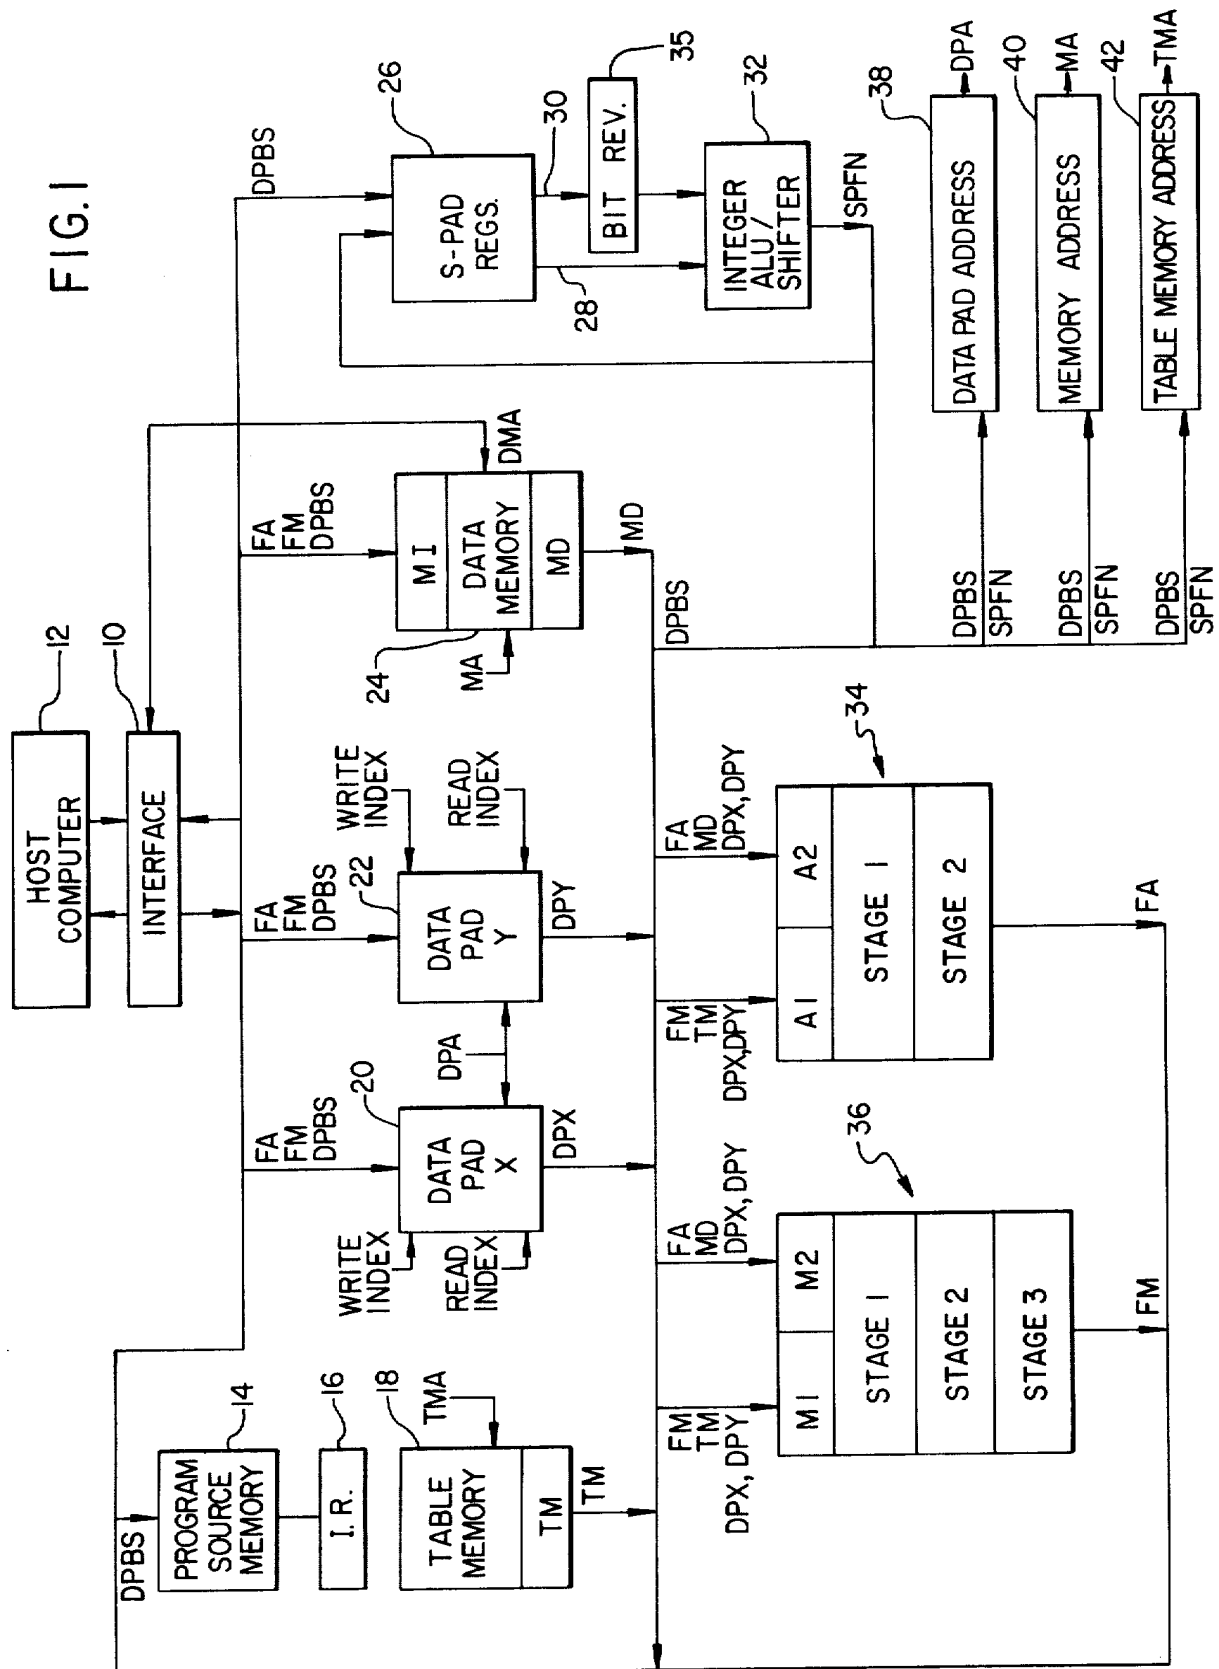 FIG.1
HOST
COMPUTER
12
INTERFACE
10
DPBS
PROGRAM
SOURCE
MEMORY
14
I.R.
16
TABLE
MEMORY
TM
18
TMA
TM
FA
FM
DPBS
WRITE
INDEX
READ
INDEX
DATA
PAD
X
20
DPX
DPA
FA
FM
DPBS
DATA
PAD
Y
22
WRITE
INDEX
READ
INDEX
DPY
FA
FM
DPBS
MI
DATA
MEMORY
MD
24
MA
DMA
MD
DPBS
S-PAD
REGS.
26
28
30
BIT REV.
35
INTEGER
ALU/
SHIFTER
32
SPFN
FM
TM
DPX, DPY
FA
MD
DPX, DPY
M1
M2
STAGE 1
STAGE 2
STAGE 3
36
FM
FM
TM
DPX,DPY
FA
MD
DPX,DPY
A1
A2
STAGE 1
STAGE 2
34
FA
DPBS
DPBS
SPFN
DATA PAD ADDRESS
38
DPA
DPBS
SPFN
MEMORY ADDRESS
40
MA
DPBS
SPFN
TABLE MEMORY ADDRESS
42
TMA